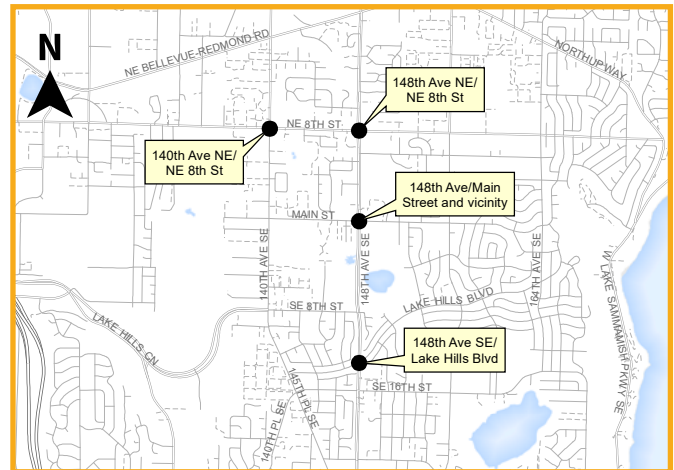 NE BELLEVUE-REDMOND RD
NORTHUP WAY
N
148th Ave NE/
NE 8th St
NE 8TH ST
140th Ave NE/
NE 8th St
148th Ave/Main
Street and vicinity
MAIN ST
140TH AVE SE
148TH AVE SE
164TH AVE SE
W LAKE SAMMAMISH PKWY SE
LAKE HILLS BLVD
SE 8TH ST
LAKE HILLS CN
148th Ave SE/
Lake Hills Blvd
SE 16TH ST
145TH PL SE
140TH PL SE